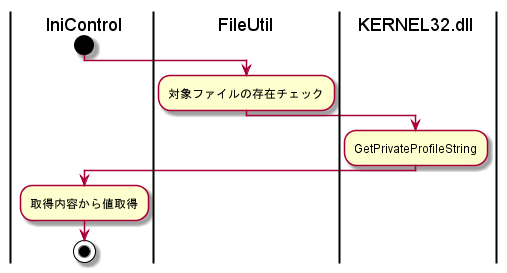 IniControl
FileUtil
KERNEL32.dll
対象ファイルの存在チェック
GetPrivateProfileString
取得内容から値取得